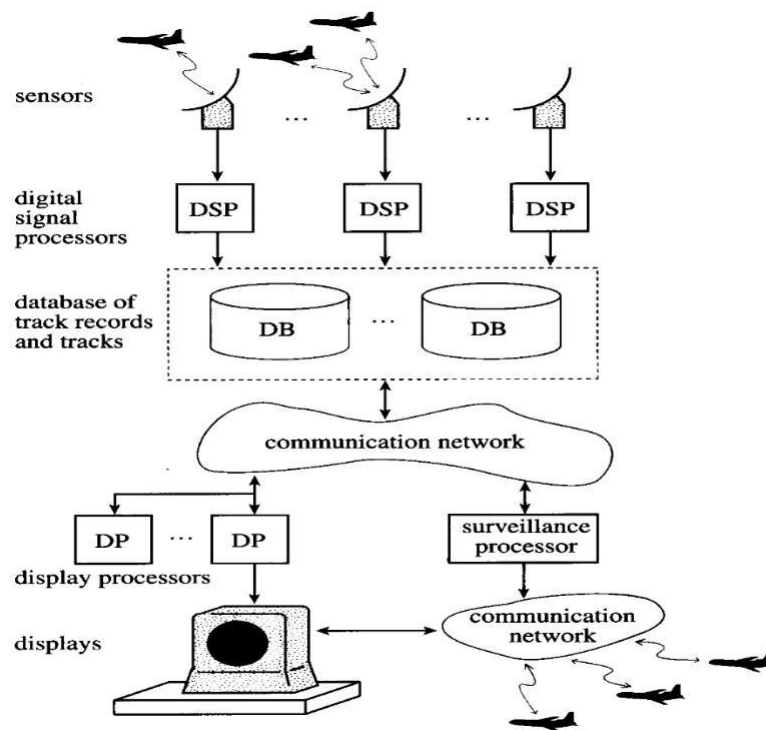 sensors
...
...
digital
signal
processors
DSP
DSP
DSP
database of
track records
and tracks
DB
...
DB
communication network
DP
...
DP
surveillance
processor
display processors
displays
communication
network